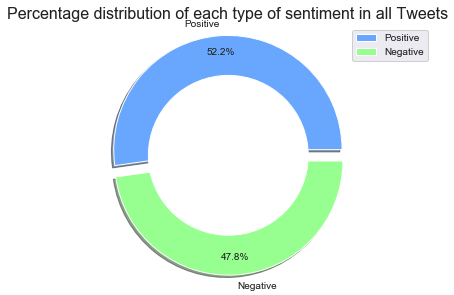 Percentage distribution of each type of sentiment in all Tweets
Positive
52.2%
Positive
Negative
47.8%
Negative